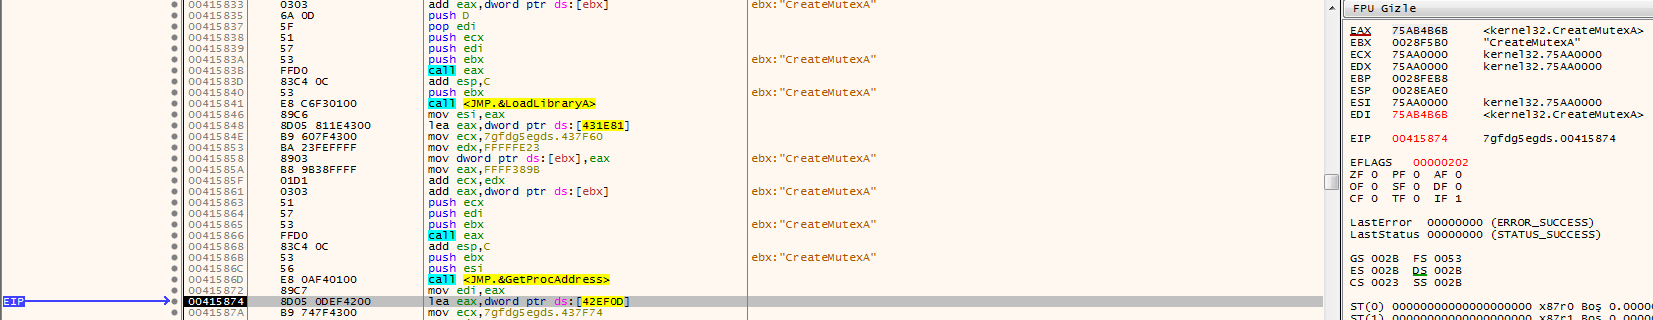 00415833 0303 add eax,dword ptr ds:[ebx] ebx:"CreateMutexA"
00415835 6A 0D push D
00415837 5F pop edi
00415838 51 push ecx
00415839 57 push edi
0041583A 53 push ebx ebx:"CreateMutexA"
0041583B FFD0 call eax
0041583D 83C4 0C add esp,C
00415840 53 push ebx ebx:"CreateMutexA"
00415841 E8 C6F30100 call <JMP.&LoadLibraryA>
00415846 89C6 mov esi,eax
00415848 8D05 811E4300 lea eax,dword ptr ds:[431E81]
0041584E B9 607F4300 mov ecx,7gfdg5egds.437F60
00415853 BA 23FEFFFF mov edx,FFFFFE23
00415858 8903 mov dword ptr ds:[ebx],eax ebx:"CreateMutexA"
0041585A B8 9B38FFFF mov eax,FFFF389B
0041585F 01D1 add ecx,edx
00415861 0303 add eax,dword ptr ds:[ebx] ebx:"CreateMutexA"
00415863 51 push ecx
00415864 57 push edi
00415865 53 push ebx ebx:"CreateMutexA"
00415866 FFD0 call eax
00415868 83C4 0C add esp,C
0041586B 53 push ebx ebx:"CreateMutexA"
0041586C 56 push esi
0041586D E8 0AF40100 call <JMP.&GetProcAddress>
00415872 89C7 mov edi,eax
EIP 00415874 8D05 0DEF4200 lea eax,dword ptr ds:[42EF0D]
0041587A B9 747F4300 mov ecx,7gfdg5egds.437F74
FPU Gizle
EAX 75AB4B6B <kernel32.CreateMutexA>
EBX 0028F5B0 "CreateMutexA"
ECX 75AA0000 kernel32.75AA0000
EDX 75AA0000 kernel32.75AA0000
EBP 0028FEB8
ESP 0028EAE0
ESI 75AA0000 kernel32.75AA0000
EDI 75AB4B6B <kernel32.CreateMutexA>
EIP 00415874 7gfdg5egds.00415874
EFLAGS 00000202
ZF 0 PF 0 AF 0
OF 0 SF 0 DF 0
CF 0 TF 0 IF 1
LastError 00000000 (ERROR_SUCCESS)
LastStatus 00000000 (STATUS_SUCCESS)
GS 002B FS 0053
ES 002B DS 002B
CS 0023 SS 002B
ST(0) 00000000000000000000 x87r0 Boş 0.0000